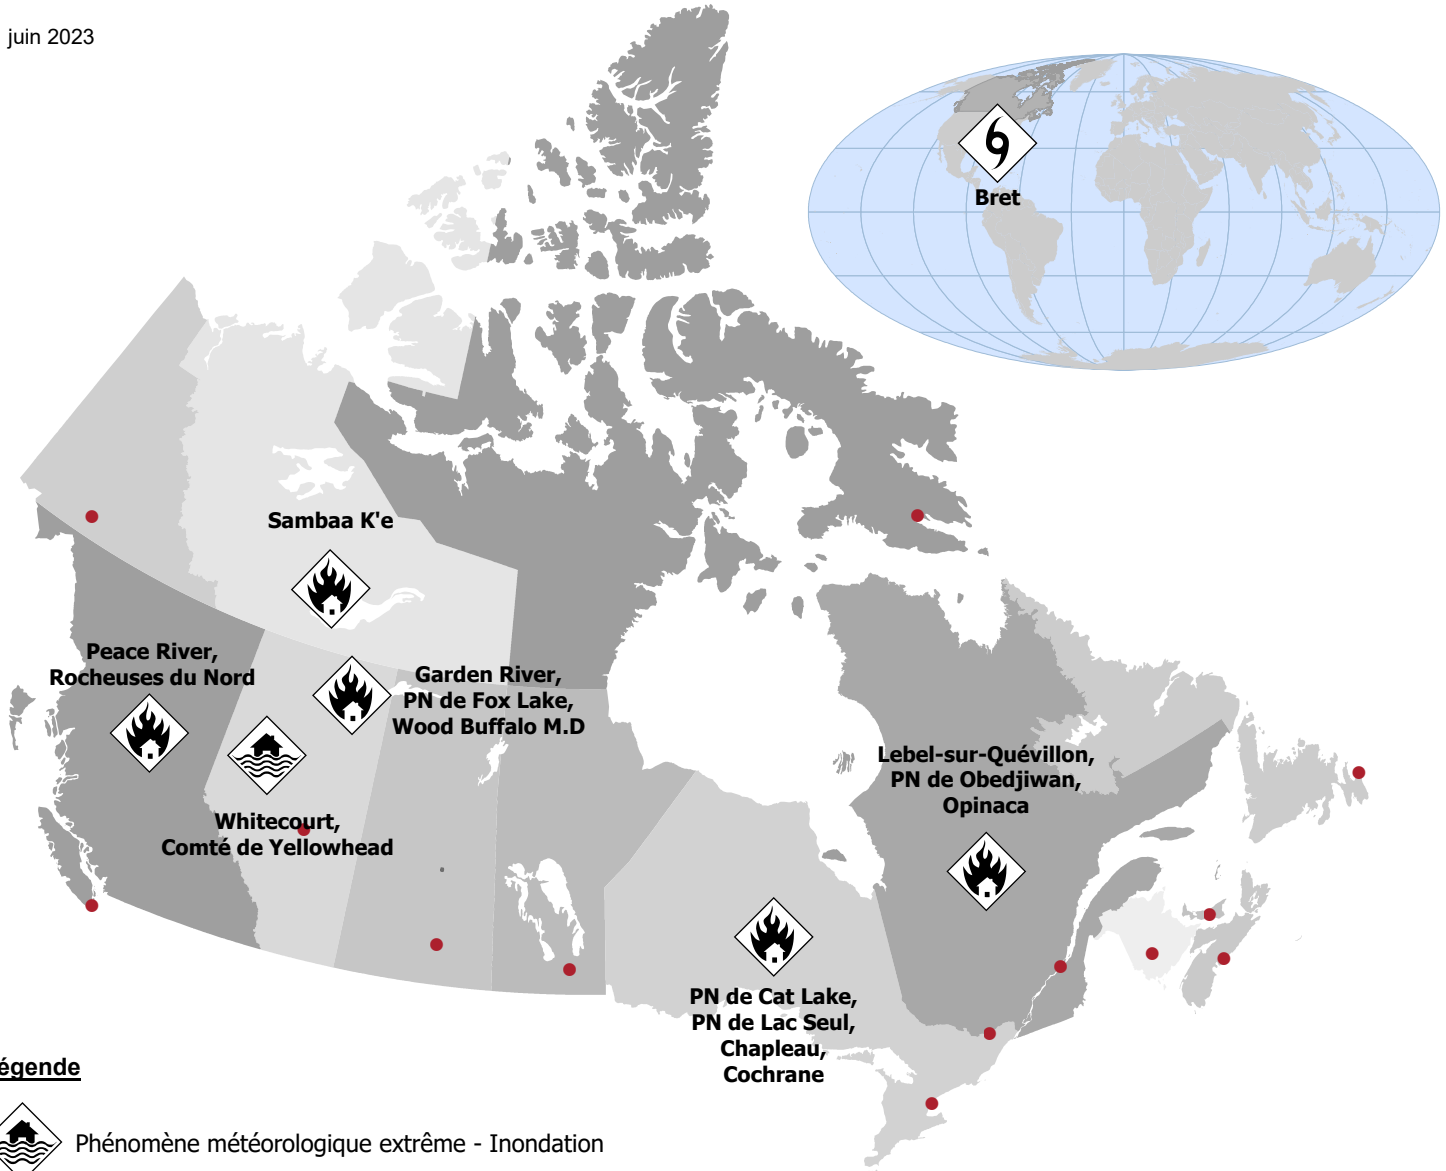 juin 2023
Bret
Sambaa K'e
Peace River,
Rocheuses du Nord
Garden River,
PN de Fox Lake,
Wood Buffalo M.D
Whitecourt,
Comté de Yellowhead
Lebel-sur-Quévillon,
PN de Obedjiwan,
Opinaca
PN de Cat Lake,
PN de Lac Seul,
Chapleau,
Cochrane
égende
Phénomène météorologique extrême - Inondation